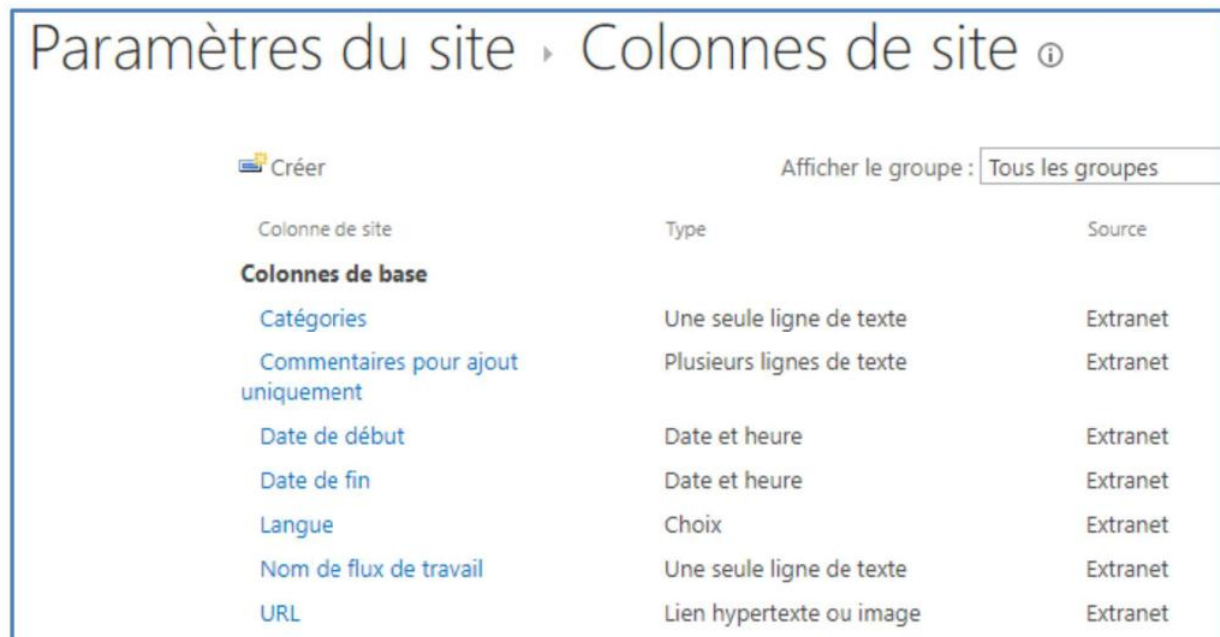 Paramètres du site ▸ Colonnes de site ⓘ
Créer Afficher le groupe : Tous les groupes
Colonne de site Type Source
Colonnes de base
Catégories Une seule ligne de texte Extranet
Commentaires pour ajout Plusieurs lignes de texte Extranet
uniquement
Date de début Date et heure Extranet
Date de fin Date et heure Extranet
Langue Choix Extranet
Nom de flux de travail Une seule ligne de texte Extranet
URL Lien hypertexte ou image Extranet